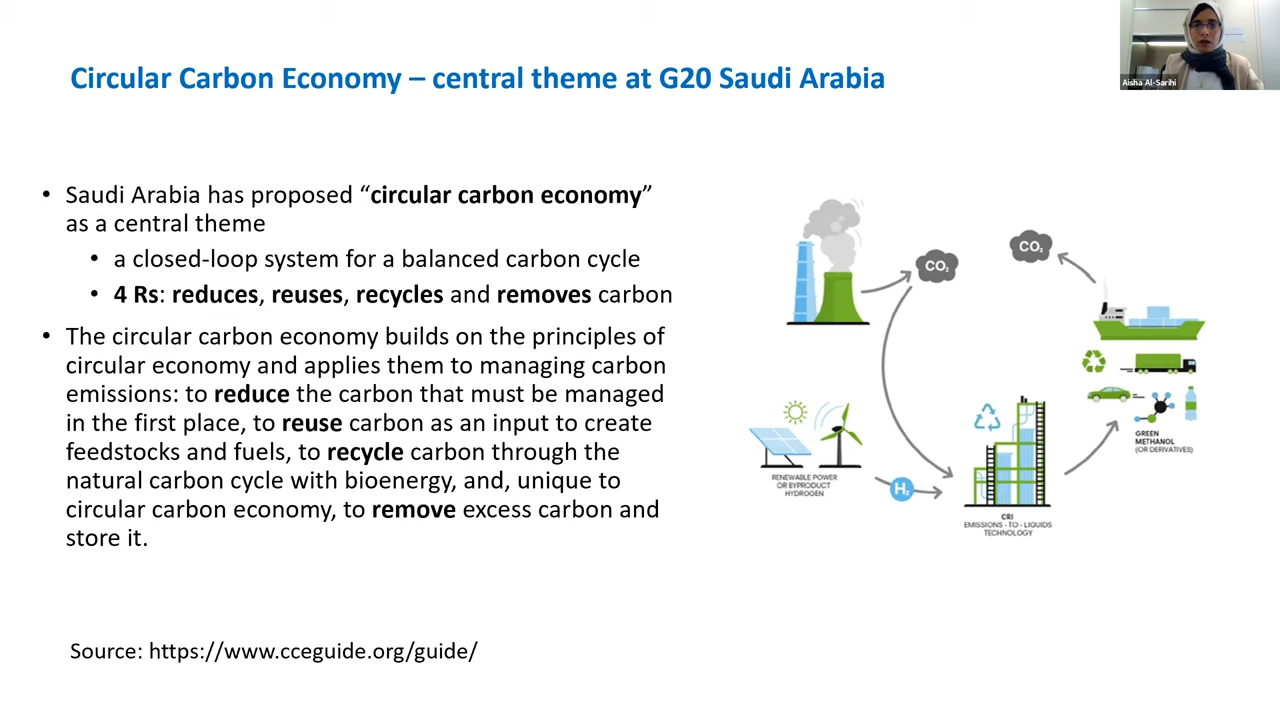 Circular Carbon Economy – central theme at G20 Saudi Arabia
Aisha Al-Sarihi
• Saudi Arabia has proposed “circular carbon economy”
as a central theme
• a closed-loop system for a balanced carbon cycle
• 4 Rs: reduces, reuses, recycles and removes carbon
• The circular carbon economy builds on the principles of
circular economy and applies them to managing carbon
emissions: to reduce the carbon that must be managed
in the first place, to reuse carbon as an input to create
feedstocks and fuels, to recycle carbon through the
natural carbon cycle with bioenergy, and, unique to
circular carbon economy, to remove excess carbon and
store it.
Source: https://www.cceguide.org/guide/
CO₂
CO₂
RENEWABLE POWER
OR BYPRODUCT
HYDROGEN
H₂
CRI
EMISSIONS - TO - LIQUIDS
TECHNOLOGY
GREEN
METHANOL
(OR DERIVATIVES)